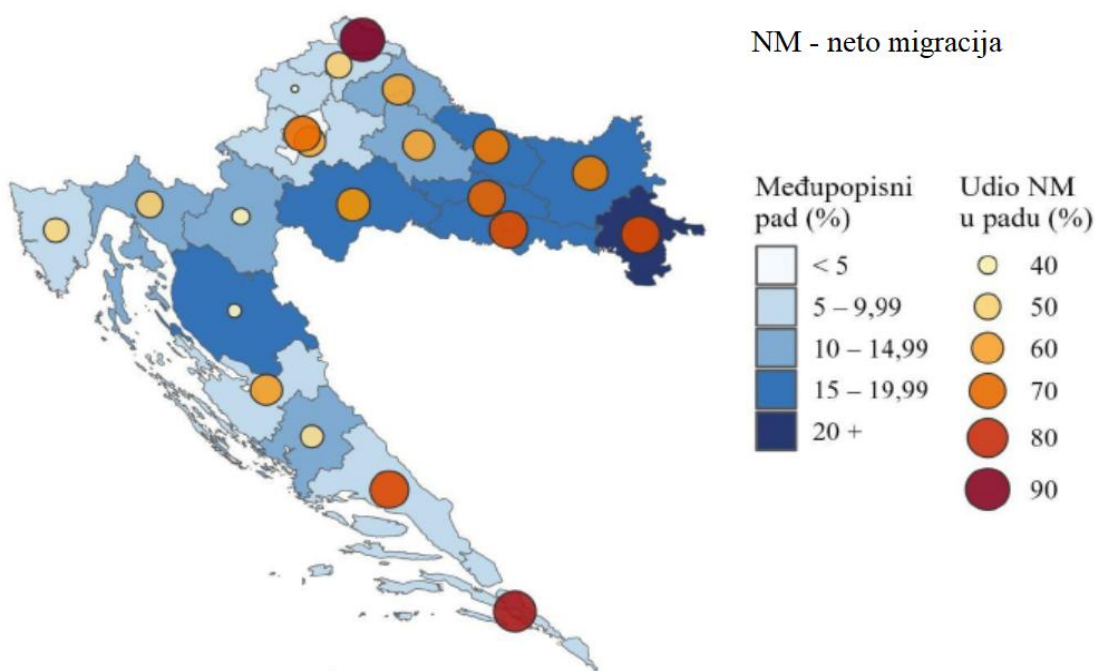 NM - neto migracija
Međupopisni
pad (%)
< 5
5 – 9,99
10 – 14,99
15 – 19,99
20 +
Udio NM
u padu (%)
40
50
60
70
80
90